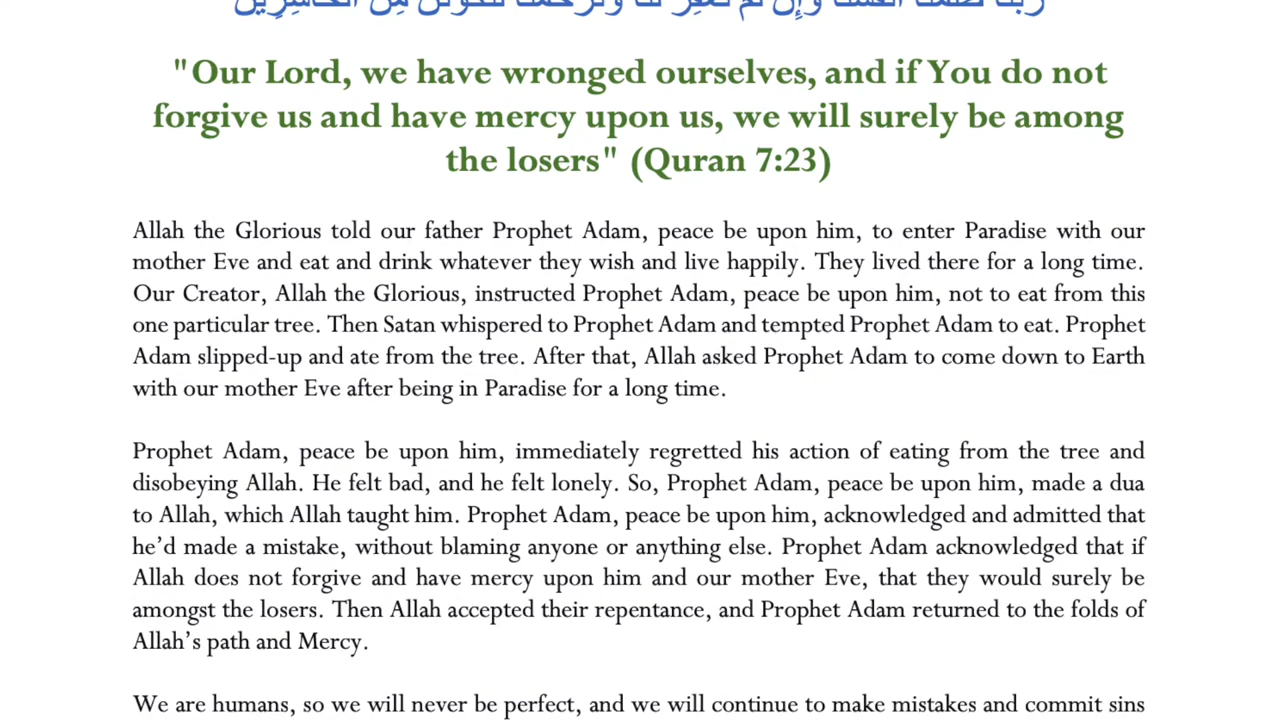 "Our Lord, we have wronged ourselves, and if You do not
forgive us and have mercy upon us, we will surely be among
the losers" (Quran 7:23)
Allah the Glorious told our father Prophet Adam, peace be upon him, to enter Paradise with our
mother Eve and eat and drink whatever they wish and live happily. They lived there for a long time.
Our Creator, Allah the Glorious, instructed Prophet Adam, peace be upon him, not to eat from this
one particular tree. Then Satan whispered to Prophet Adam and tempted Prophet Adam to eat. Prophet
Adam slipped-up and ate from the tree. After that, Allah asked Prophet Adam to come down to Earth
with our mother Eve after being in Paradise for a long time.
Prophet Adam, peace be upon him, immediately regretted his action of eating from the tree and
disobeying Allah. He felt bad, and he felt lonely. So, Prophet Adam, peace be upon him, made a dua
to Allah, which Allah taught him. Prophet Adam, peace be upon him, acknowledged and admitted that
he’d made a mistake, without blaming anyone or anything else. Prophet Adam acknowledged that if
Allah does not forgive and have mercy upon him and our mother Eve, that they would surely be
amongst the losers. Then Allah accepted their repentance, and Prophet Adam returned to the folds of
Allah’s path and Mercy.
We are humans, so we will never be perfect, and we will continue to make mistakes and commit sins